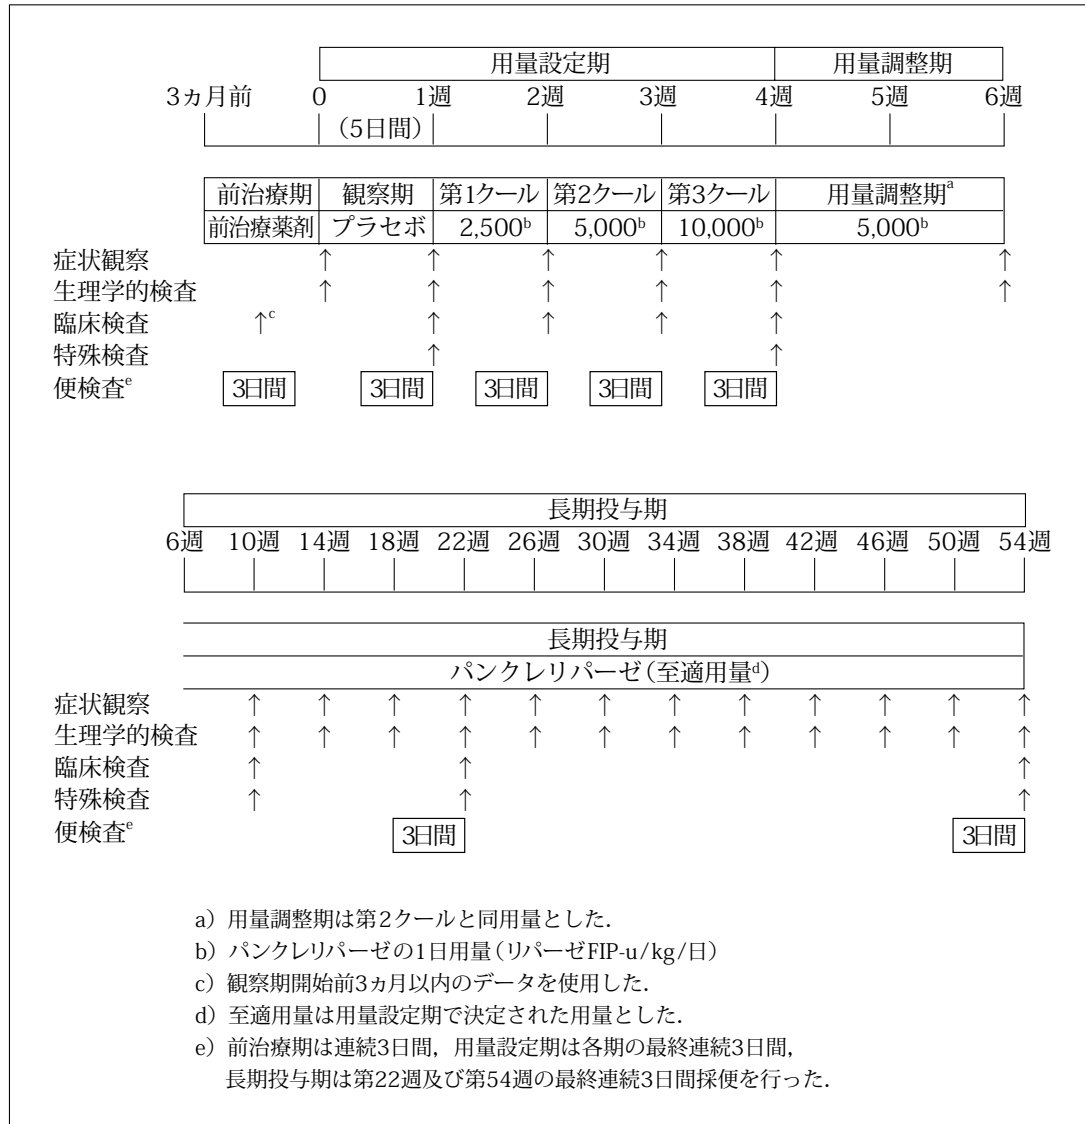 用量設定期 用量調整期
3ヵ月前 0 1週 2週 3週 4週 5週 6週
(5日間)
前治療期 観察期 第1クール 第2クール 第3クール 用量調整期a
前治療薬剤 プラセボ 2,500b 5,000b 10,000b 5,000b
症状観察 ↑ ↑ ↑ ↑ ↑ ↑
生理学的検査 ↑ ↑ ↑ ↑ ↑ ↑
臨床検査 ↑c ↑ ↑ ↑ ↑
特殊検査 ↑ ↑
便検査e 3日間 3日間 3日間 3日間 3日間
長期投与期
6週 10週 14週 18週 22週 26週 30週 34週 38週 42週 46週 50週 54週
長期投与期
パンクレリパーゼ(至適用量d)
症状観察 ↑ ↑ ↑ ↑ ↑ ↑ ↑ ↑ ↑ ↑ ↑ ↑
生理学的検査 ↑ ↑ ↑ ↑ ↑ ↑ ↑ ↑ ↑ ↑ ↑ ↑
臨床検査 ↑ ↑ ↑
特殊検査 ↑ ↑ ↑
便検査e 3日間 3日間
a) 用量調整期は第2クールと同用量とした.
b) パンクレリパーゼの1日用量(リパーゼFIP-u/kg/日)
c) 観察期開始前3ヵ月以内のデータを使用した.
d) 至適用量は用量設定期で決定された用量とした.
e) 前治療期は連続3日間, 用量設定期は各期の最終連続3日間,
長期投与期は第22週及び第54週の最終連続3日間採便を行った.